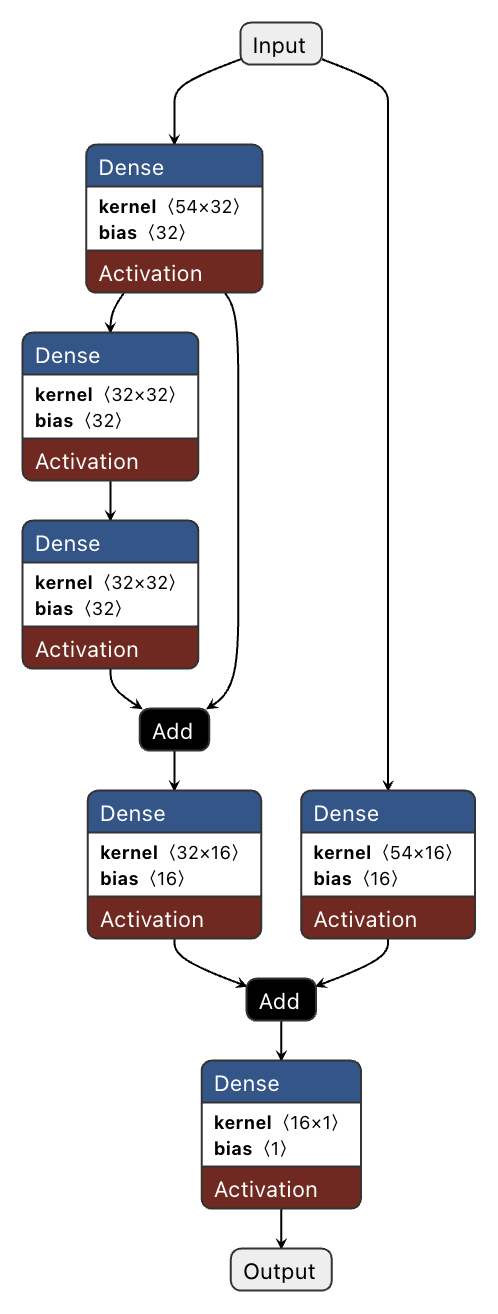 Input
Dense
kernel 〈54×32〉
bias 〈32〉
Activation
Dense
kernel 〈32×32〉
bias 〈32〉
Activation
Dense
kernel 〈32×32〉
bias 〈32〉
Activation
Add
Dense
kernel 〈32×16〉
bias 〈16〉
Activation
Dense
kernel 〈54×16〉
bias 〈16〉
Activation
Add
Dense
kernel 〈16×1〉
bias 〈1〉
Activation
Output